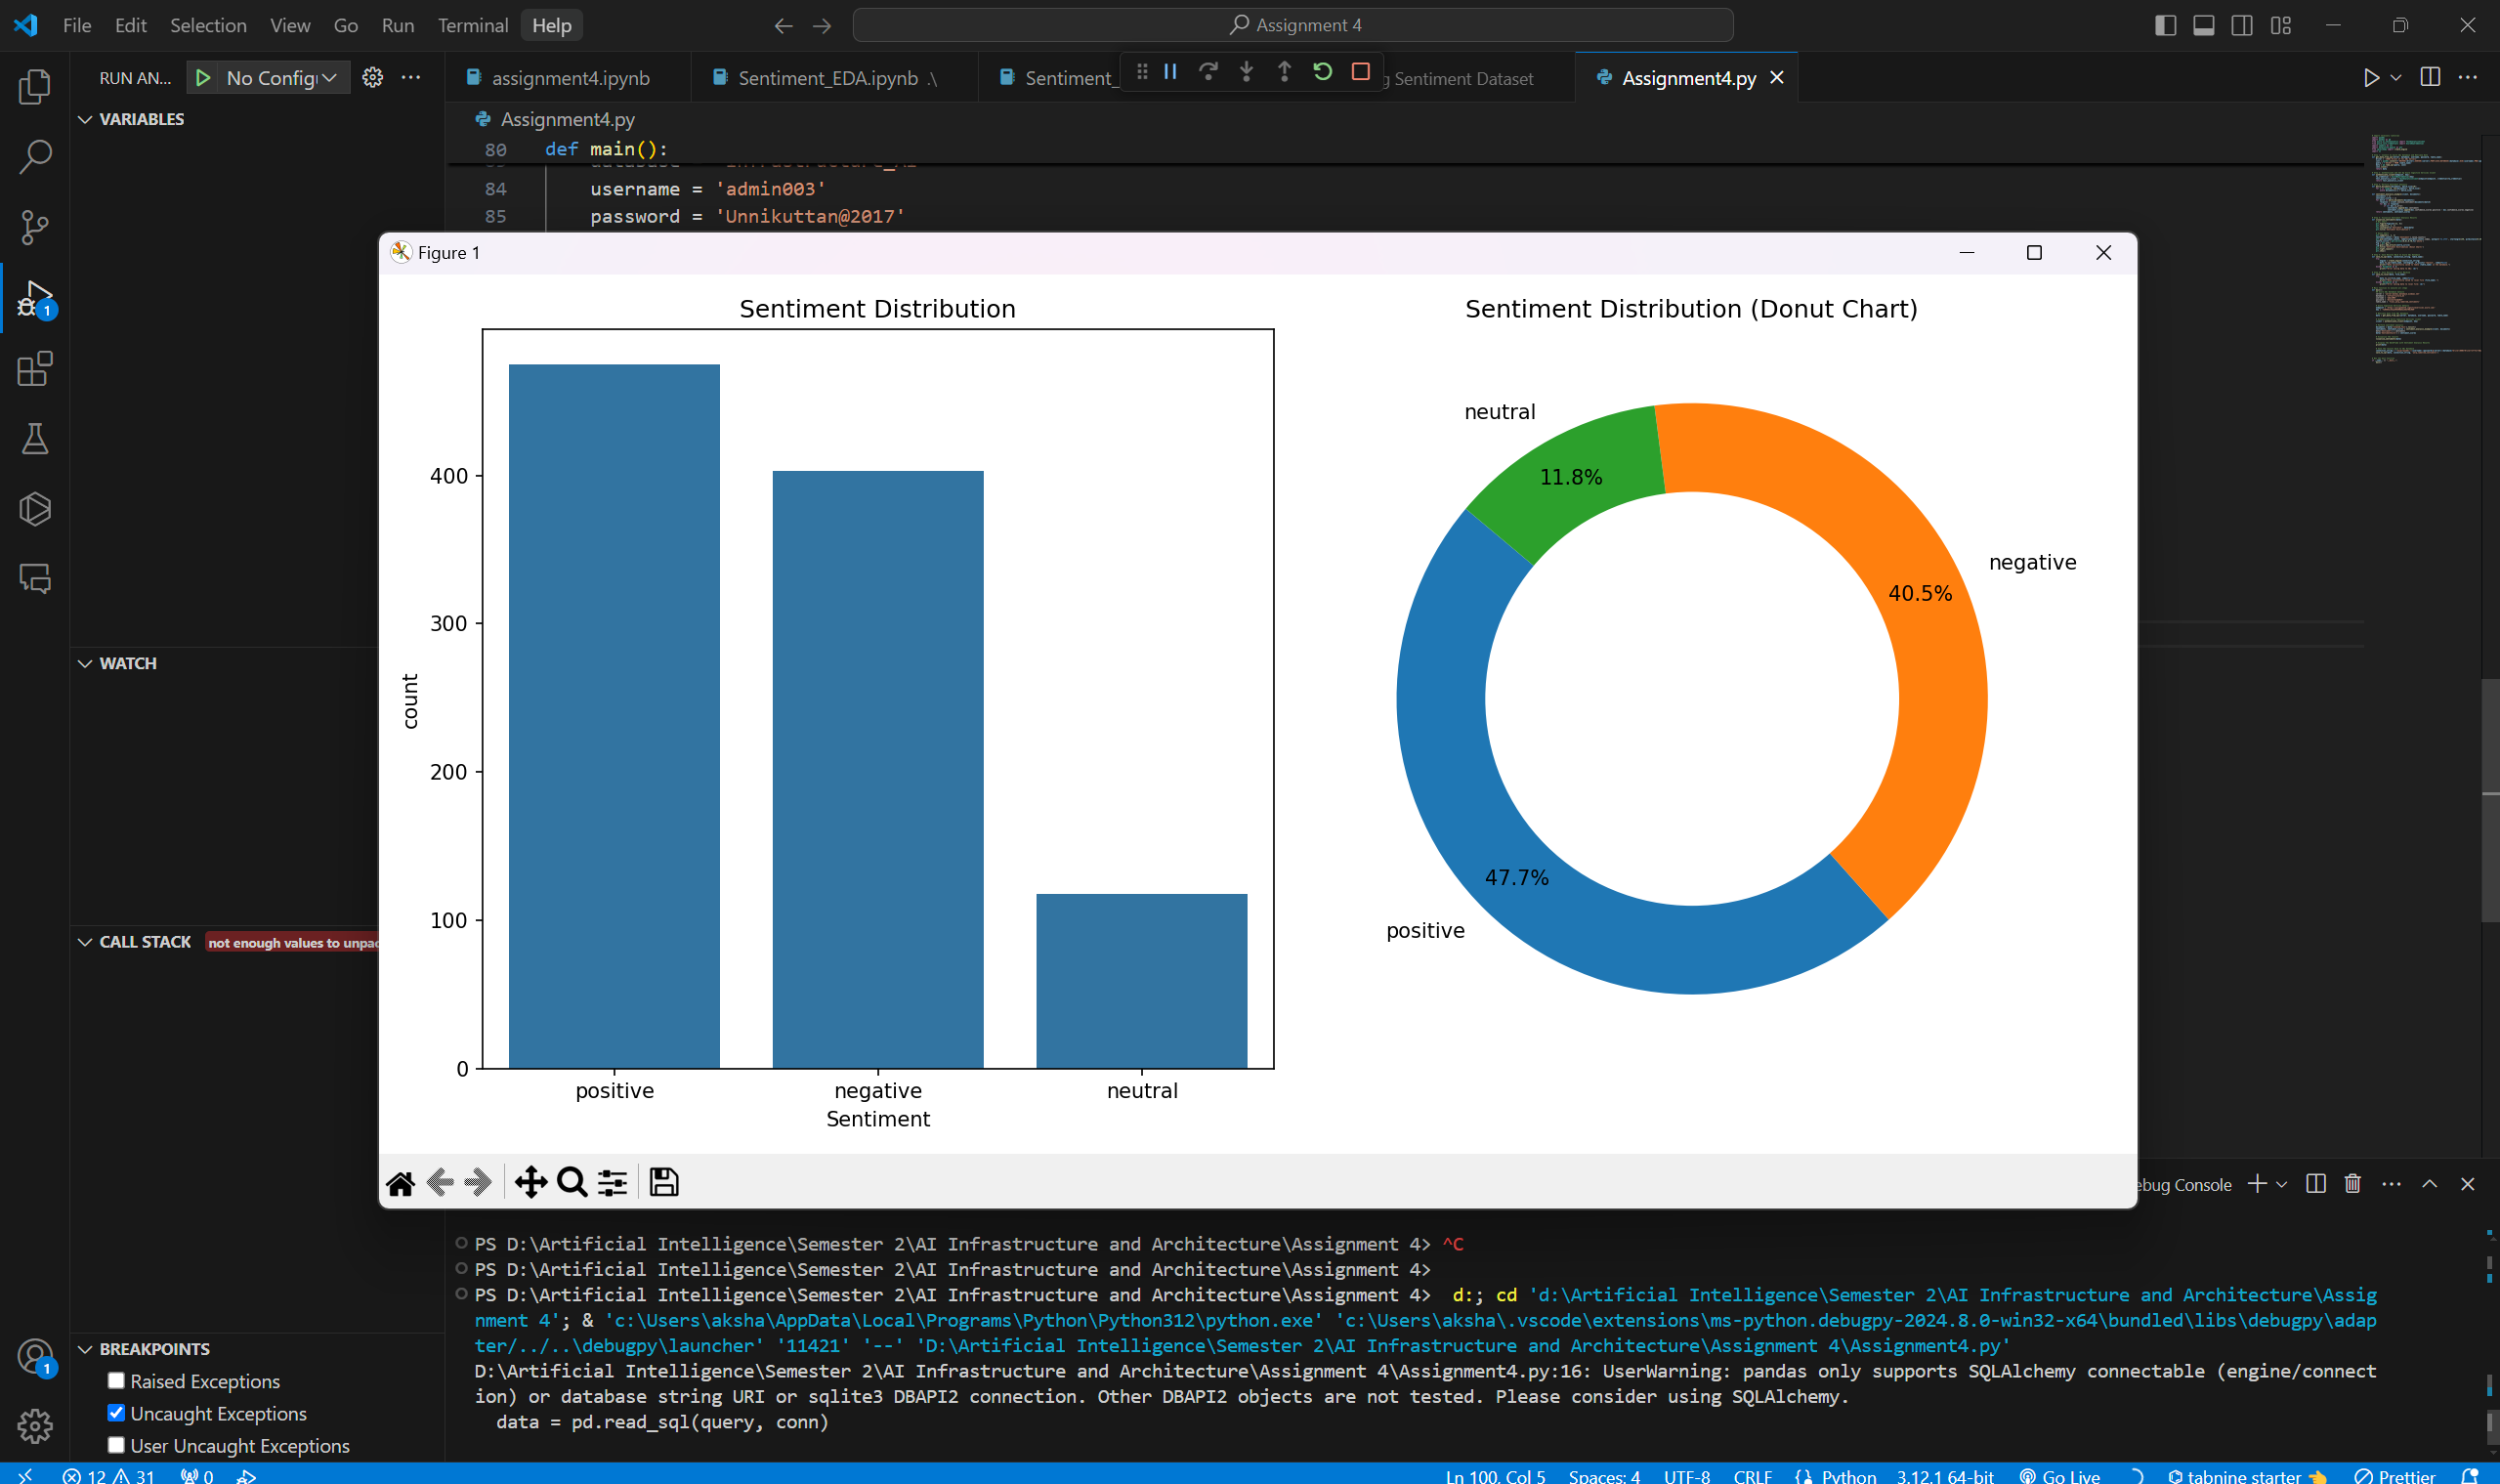 File Edit Selection View Go Run Terminal Help
Assignment 4
RUN AN... No Config
assignment4.ipynb
Sentiment_EDA.ipynb .\
Sentiment_
g Sentiment Dataset
Assignment4.py
VARIABLES
Assignment4.py
80 def main():
84 username = 'admin003'
85 password = 'Unnikuttan@2017'
Figure 1
Sentiment Distribution
400
300
200
100
0
count
positive negative neutral
Sentiment
Sentiment Distribution (Donut Chart)
neutral
11.8%
negative
40.5%
47.7%
positive
WATCH
CALL STACK not enough values to unpac
ebug Console
PS D:\Artificial Intelligence\Semester 2\AI Infrastructure and Architecture\Assignment 4> ^C
PS D:\Artificial Intelligence\Semester 2\AI Infrastructure and Architecture\Assignment 4>
PS D:\Artificial Intelligence\Semester 2\AI Infrastructure and Architecture\Assignment 4> d:; cd 'd:\Artificial Intelligence\Semester 2\AI Infrastructure and Architecture\Assig
nment 4'; & 'c:\Users\aksha\AppData\Local\Programs\Python\Python312\python.exe' 'c:\Users\aksha\.vscode\extensions\ms-python.debugpy-2024.8.0-win32-x64\bundled\libs\debugpy\adap
ter/../..\debugpy\launcher' '11421' '--' 'D:\Artificial Intelligence\Semester 2\AI Infrastructure and Architecture\Assignment 4\Assignment4.py'
D:\Artificial Intelligence\Semester 2\AI Infrastructure and Architecture\Assignment 4\Assignment4.py:16: UserWarning: pandas only supports SQLAlchemy connectable (engine/connect
ion) or database string URI or sqlite3 DBAPI2 connection. Other DBAPI2 objects are not tested. Please consider using SQLAlchemy.
data = pd.read_sql(query, conn)
BREAKPOINTS
Raised Exceptions
Uncaught Exceptions
User Uncaught Exceptions
12 31 0
Ln 100, Col 5 Spaces: 4 UTF-8 CRLF Python 3.12.1 64-bit Go Live tabnine starter Prettier